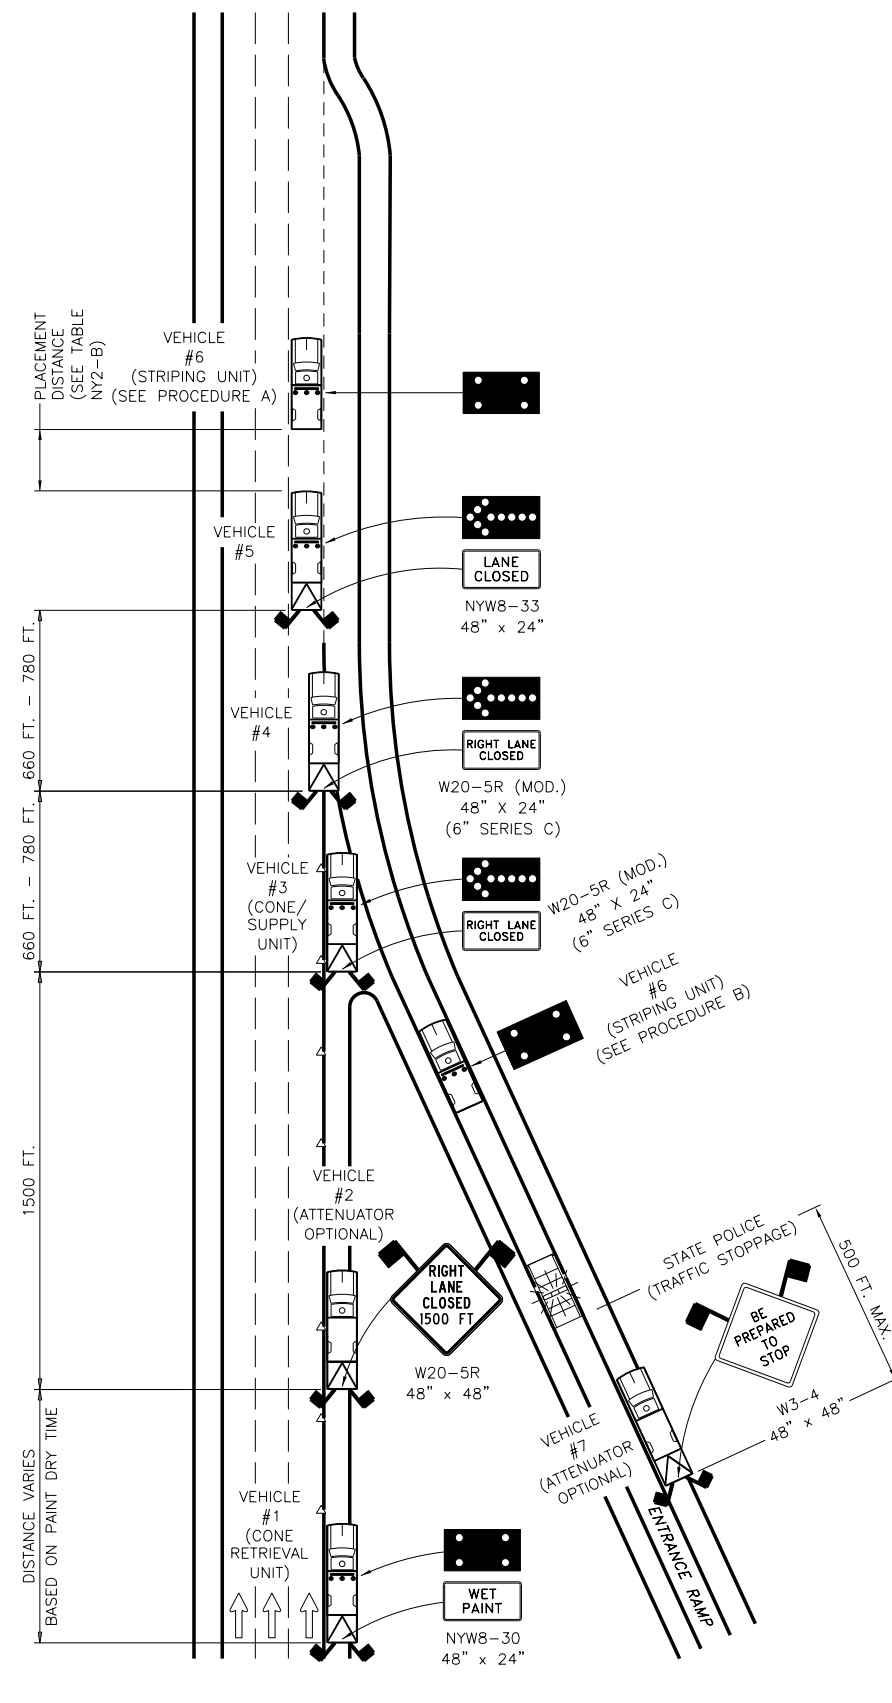 PLACEMENT
DISTANCE
(SEE TABLE
NY2-B)
VEHICLE
#6
(STRIPING UNIT)
(SEE PROCEDURE A)
VEHICLE
#5
LANE
CLOSED
NYW8-33
48" x 24"
660 FT. - 780 FT.
VEHICLE
#4
RIGHT LANE
CLOSED
W20-5R (MOD.)
48" X 24"
(6" SERIES C)
660 FT. - 780 FT.
VEHICLE
#3
(CONE/
SUPPLY
UNIT)
RIGHT LANE
CLOSED
W20-5R (MOD.)
48" X 24"
(6" SERIES C)
VEHICLE
#6
(STRIPING UNIT)
(SEE PROCEDURE B)
1500 FT.
VEHICLE
#2
(ATTENUATOR
OPTIONAL)
RIGHT
LANE
CLOSED
1500 FT
W20-5R
48" x 48"
STATE POLICE
(TRAFFIC STOPPAGE)
500 FT. MAX.
BE
PREPARED
TO
STOP
W3-4
48" x 48"
VEHICLE
#7
(ATTENUATOR
OPTIONAL)
DISTANCE VARIES
BASED ON PAINT DRY TIME
VEHICLE
#1
(CONE
RETRIEVAL
UNIT)
WET
PAINT
NYW8-30
48" x 24"
ENTRANCE RAMP